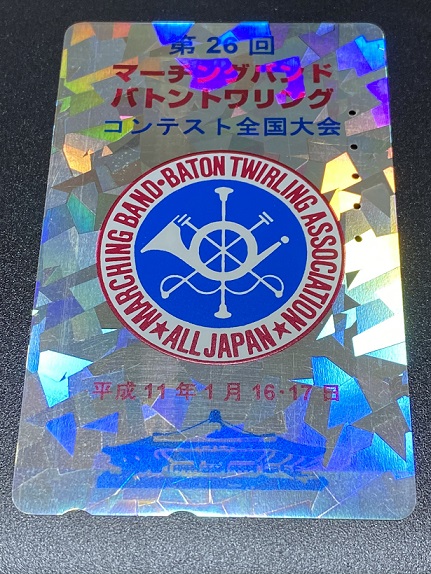 第26回
マーチングバンド
バトントワリング
コンテスト全国大会
MARCHING BAND・BATON TWIRLING ASSOCIATION
★ALL JAPAN★
平成11年1月16・17日